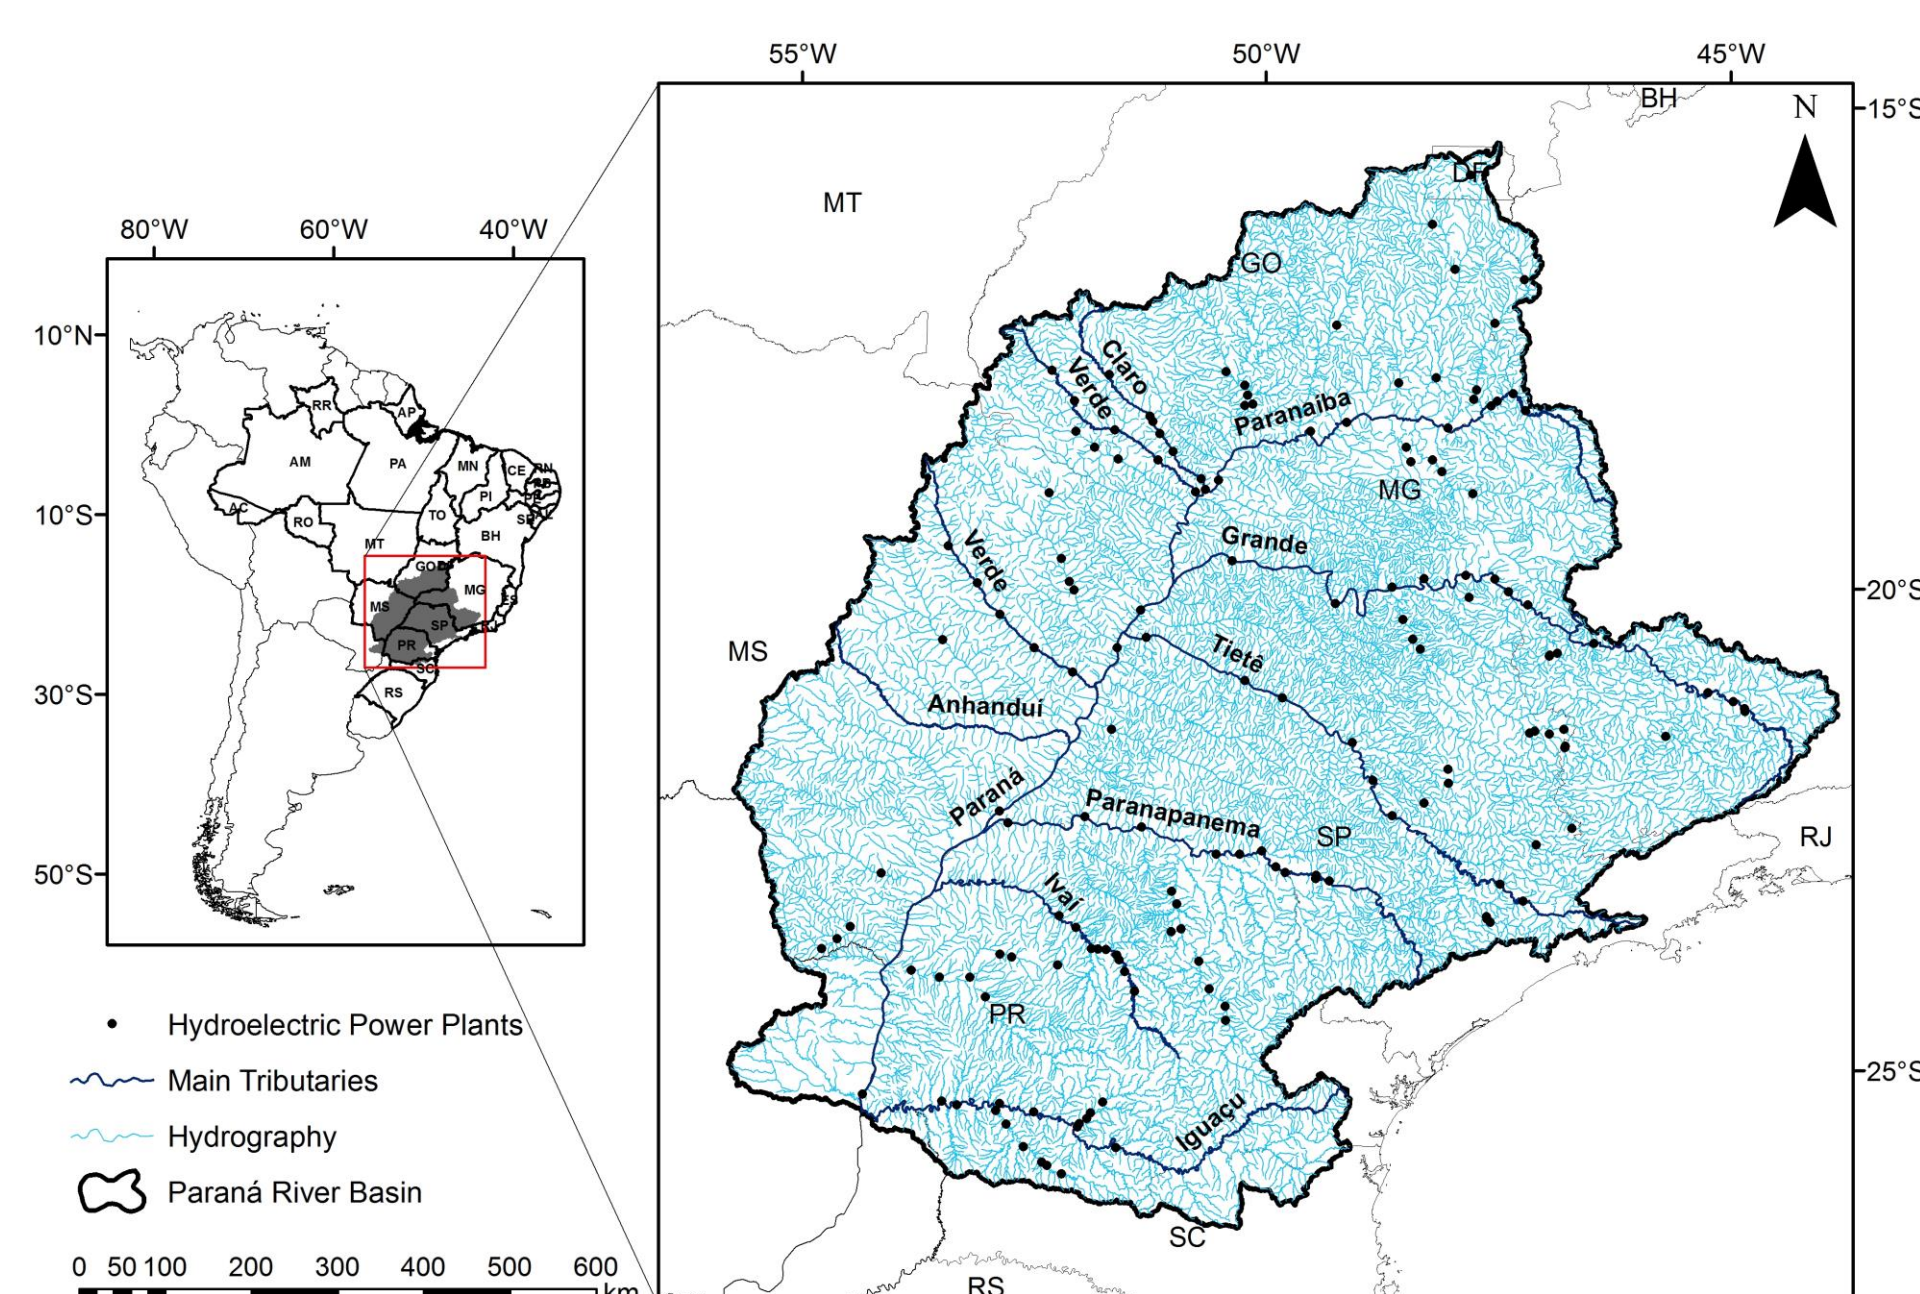 55°W 50°W 45°W
15°S
20°S
25°S
N
BH
DF
MT
GO
Claro
Verde
Paranaíba
MG
Grande
Verde
Tietê
MS
Anhanduí
Paraná
Paranapanema
SP
RJ
Ivaí
PR
Iguaçu
SC
RS
80°W 60°W 40°W
10°N
10°S
30°S
50°S
RR
AP
AM
PA
MN
CE
RN
PI
AC
RO
TO
BH
MT
GO
MG
MS
ES
SP
PR
SC
RS
Hydroelectric Power Plants
Main Tributaries
Hydrography
Paraná River Basin
0 50 100 200 300 400 500 600
km